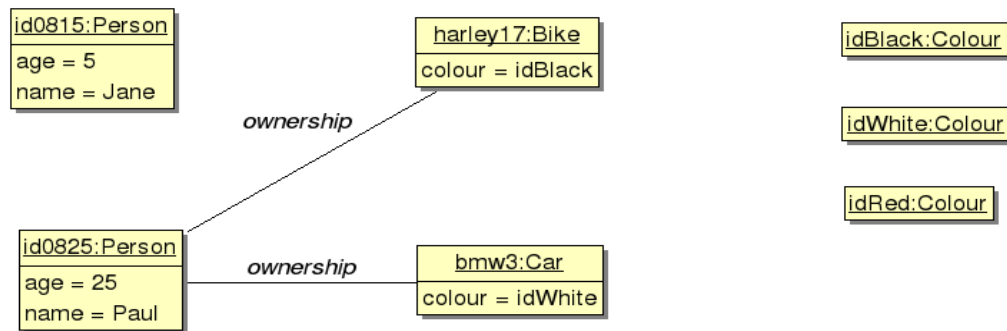 id0815:Person
age = 5
name = Jane
harley17:Bike
colour = idBlack
idBlack:Colour
idWhite:Colour
idRed:Colour
ownership
id0825:Person
age = 25
name = Paul
ownership
bmw3:Car
colour = idWhite